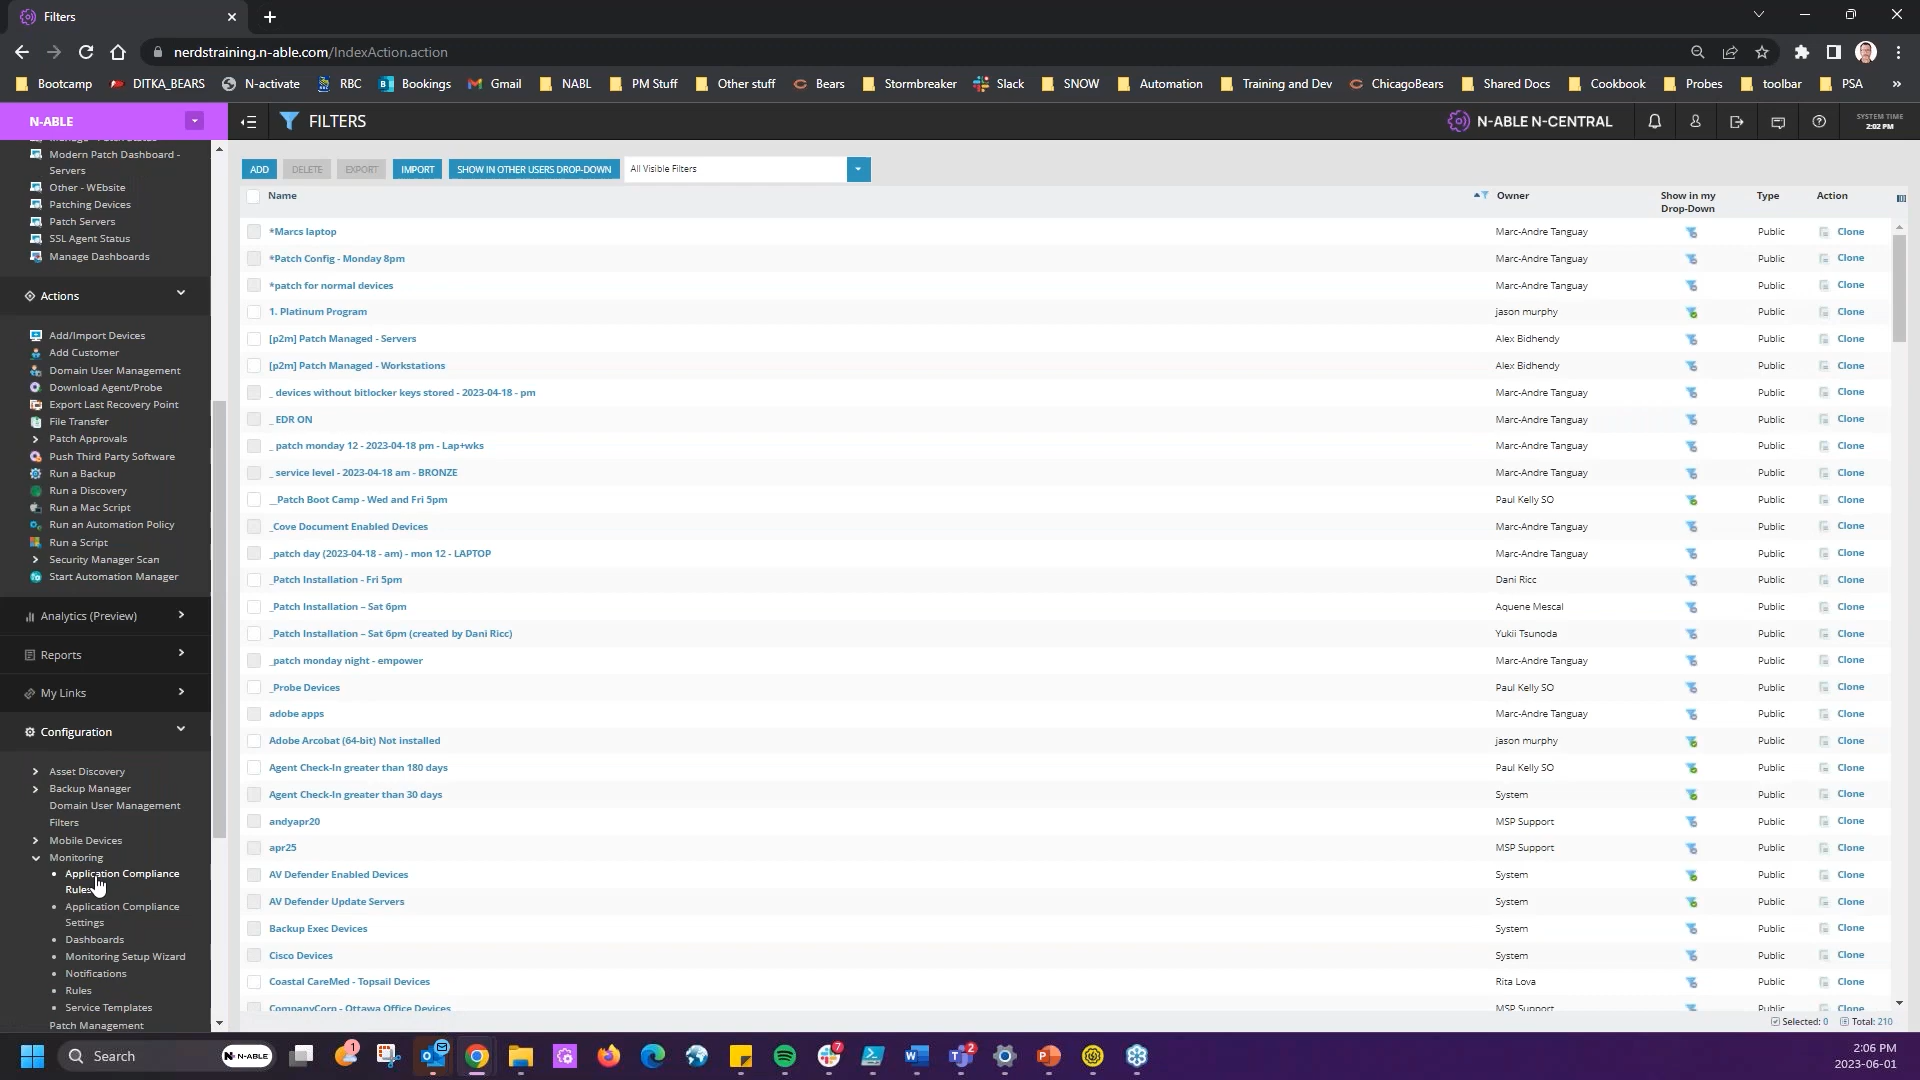 Filters
nerdstraining.n-able.com/IndexAction.action
Bootcamp DITKA_BEARS N-activate RBC Bookings Gmail NABL PM Stuff Other stuff Bears Stormbreaker Slack SNOW Automation Training and Dev ChicagoBears Shared Docs Cookbook Probes toolbar PSA »
N-ABLE
FILTERS
N-ABLE N-CENTRAL
SYSTEM TIME
2:02 PM
Modern Patch Dashboard -
Servers
Other - WEbsite
Patching Devices
Patch Servers
SSL Agent Status
Manage Dashboards
Actions
Add/Import Devices
Add Customer
Domain User Management
Download Agent/Probe
Export Last Recovery Point
File Transfer
Patch Approvals
Push Third Party Software
Run a Backup
Run a Discovery
Run a Mac Script
Run an Automation Policy
Run a Script
Security Manager Scan
Start Automation Manager
Analytics (Preview)
Reports
My Links
Configuration
Asset Discovery
Backup Manager
Domain User Management
Filters
Mobile Devices
Monitoring
Application Compliance
Rules
Application Compliance
Settings
Dashboards
Monitoring Setup Wizard
Notifications
Rules
Service Templates
Patch Management
ADD DELETE EXPORT IMPORT SHOW IN OTHER USERS DROP-DOWN All Visible Filters
Name Owner Show in my Type Action
Drop-Down
*Marcs laptop Marc-Andre Tanguay Public Clone
*Patch Config - Monday 8pm Marc-Andre Tanguay Public Clone
*patch for normal devices Marc-Andre Tanguay Public Clone
1. Platinum Program jason murphy Public Clone
[p2m] Patch Managed - Servers Alex Bidhendy Public Clone
[p2m] Patch Managed - Workstations Alex Bidhendy Public Clone
_ devices without bitlocker keys stored - 2023-04-18 - pm Marc-Andre Tanguay Public Clone
_ EDR ON Marc-Andre Tanguay Public Clone
_ patch monday 12 - 2023-04-18 pm - Lap+wks Marc-Andre Tanguay Public Clone
_ service level - 2023-04-18 am - BRONZE Marc-Andre Tanguay Public Clone
__Patch Boot Camp - Wed and Fri 5pm Paul Kelly SO Public Clone
_Cove Document Enabled Devices Marc-Andre Tanguay Public Clone
_patch day (2023-04-18 - am) - mon 12 - LAPTOP Marc-Andre Tanguay Public Clone
_Patch Installation - Fri 5pm Dani Ricc Public Clone
_Patch Installation – Sat 6pm Aquene Mescal Public Clone
_Patch Installation – Sat 6pm (created by Dani Ricc) Yukii Tsunoda Public Clone
_patch monday night - empower Marc-Andre Tanguay Public Clone
_Probe Devices Paul Kelly SO Public Clone
adobe apps Marc-Andre Tanguay Public Clone
Adobe Arcobat (64-bit) Not installed jason murphy Public Clone
Agent Check-In greater than 180 days Paul Kelly SO Public Clone
Agent Check-In greater than 30 days System Public Clone
andyapr20 MSP Support Public Clone
apr25 MSP Support Public Clone
AV Defender Enabled Devices System Public Clone
AV Defender Update Servers System Public Clone
Backup Exec Devices System Public Clone
Cisco Devices System Public Clone
Coastal CareMed - Topsail Devices Rita Lova Public Clone
CompanyCorp - Ottawa Office Devices MSP Support Public Clone
Selected: 0 Total: 210
Search N-ABLE 1 7 2
2:06 PM
2023-06-01